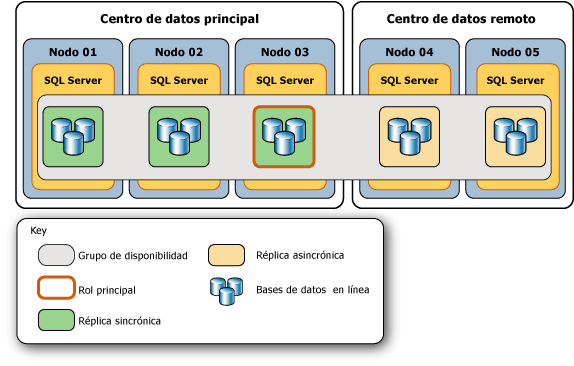 Centro de datos principal
Centro de datos remoto
Nodo 01
Nodo 02
Nodo 03
Nodo 04
Nodo 05
SQL Server
SQL Server
SQL Server
SQL Server
SQL Server
Key
Grupo de disponibilidad
Rol principal
Réplica sincrónica
Réplica asincrónica
Bases de datos en línea